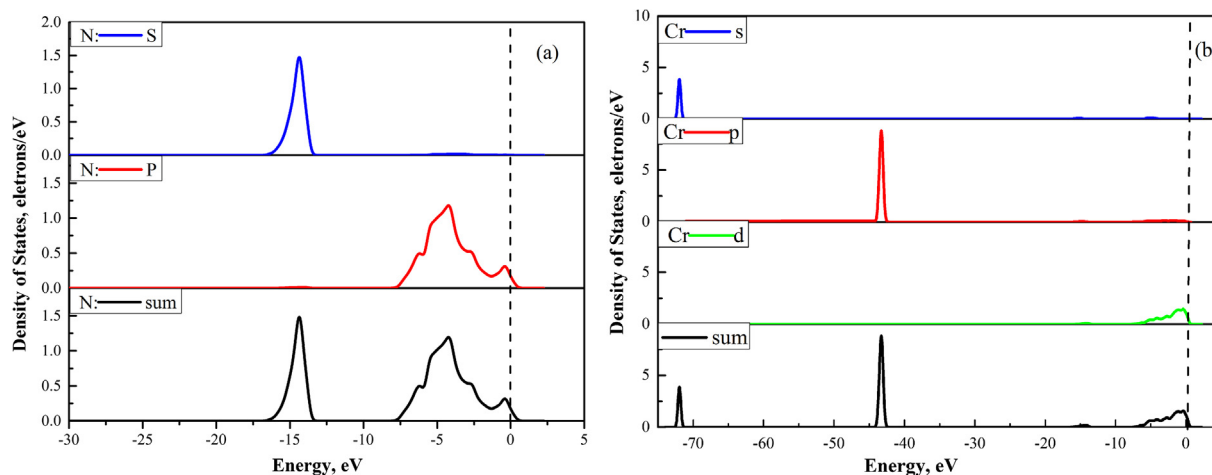 2.0
N: S
(a)
1.5
1.0
0.5
0.0
N: P
1.5
1.0
0.5
0.0
N: sum
1.5
1.0
0.5
0.0
-30 -25 -20 -15 -10 -5 0 5
Energy, eV
Density of States, eletrons/eV
10
Cr s
(b
5
0
Cr p
5
0
Cr d
5
0
sum
5
0
-70 -60 -50 -40 -30 -20 -10 0
Energy, eV
Density of States, eletrons/eV